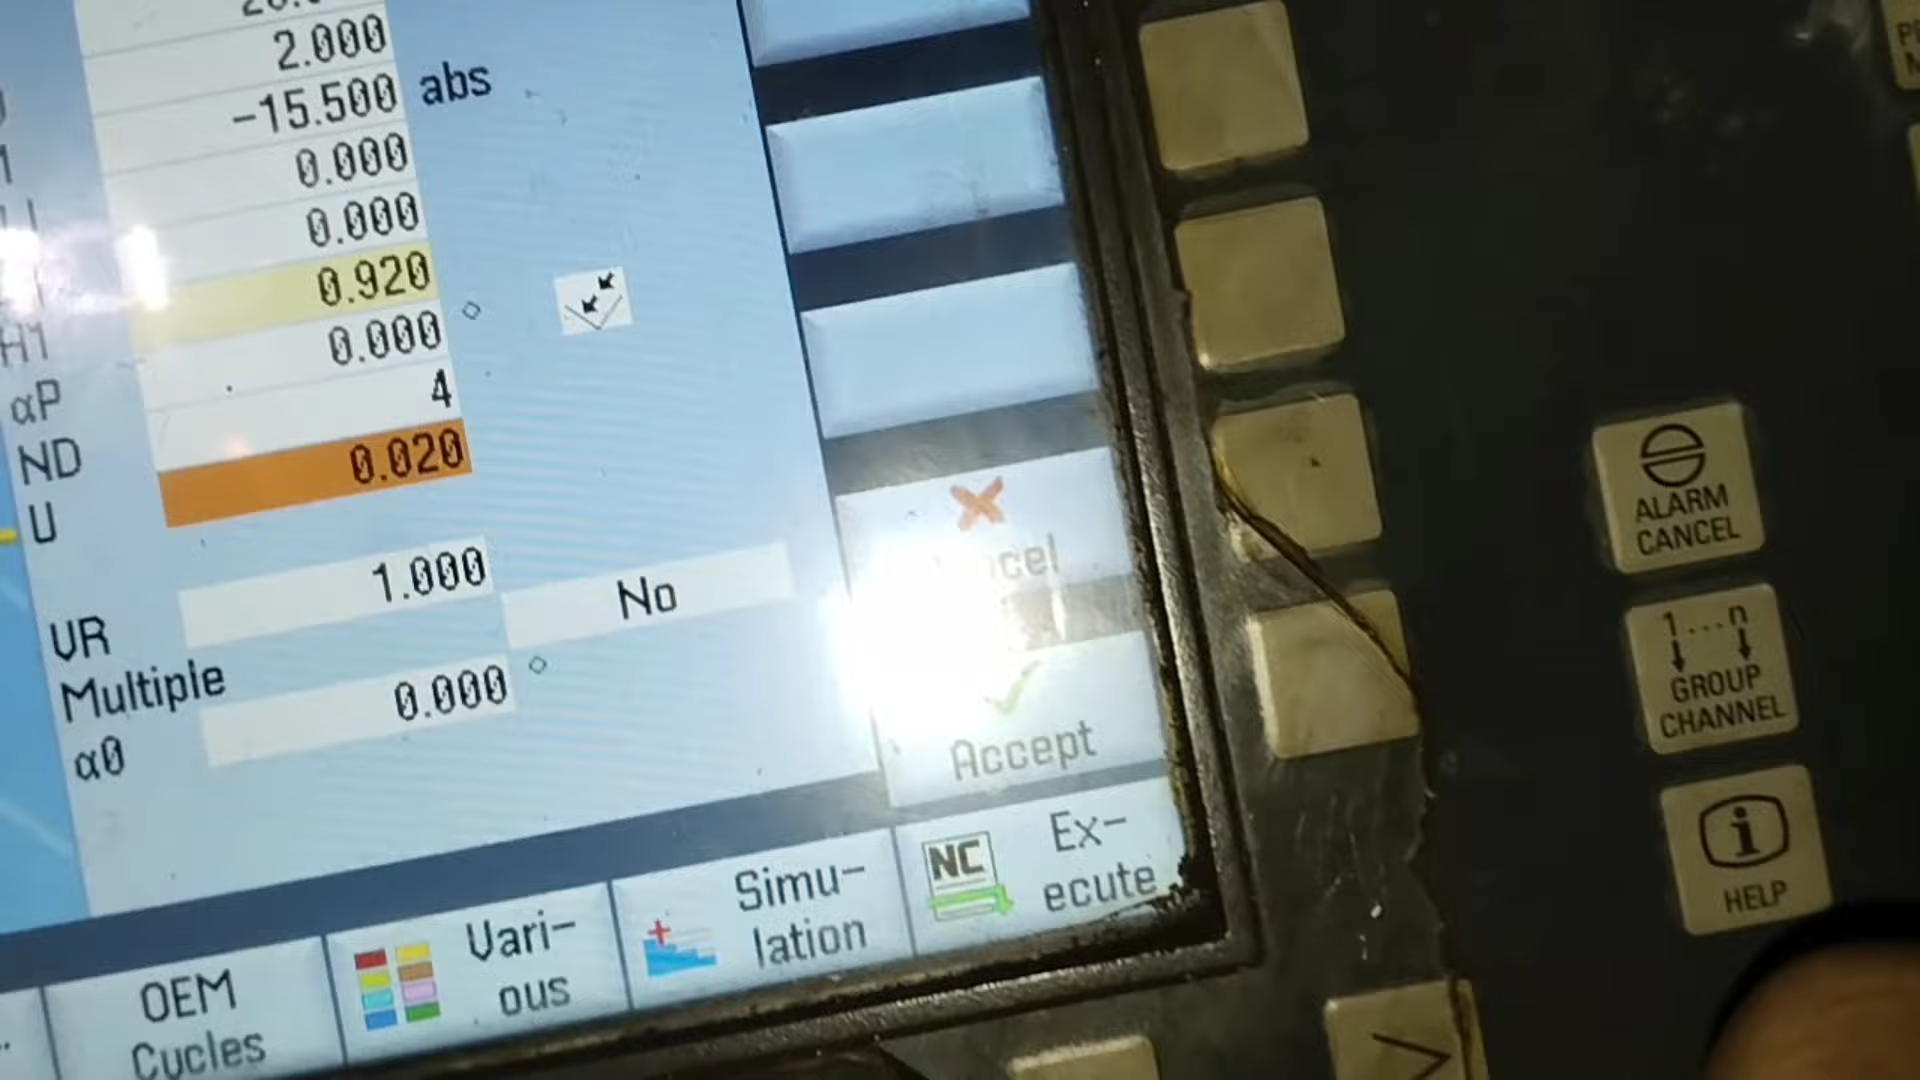 2.000
-15.500 abs
0.000
0.000
0.920
H1 0.000 °
αP 4
ND 0.020
U
VR 1.000
Multiple No
α0 0.000 °
Accept
OEM
Cycles
Vari-
ous
Simu-
lation
NC Ex-
ecute
ALARM
CANCEL
1...n
GROUP
CHANNEL
i
HELP
>